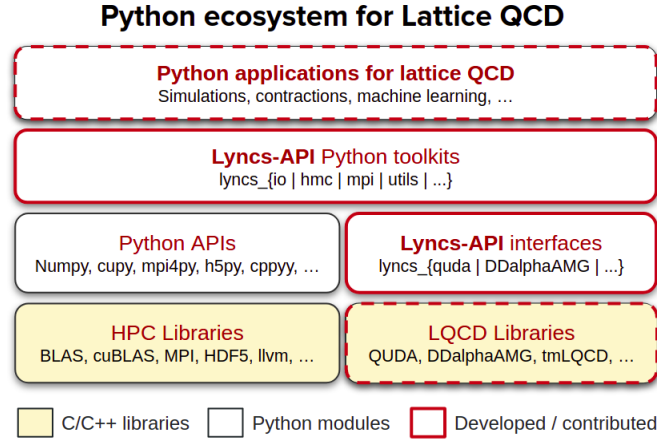 Python ecosystem for Lattice QCD
Python applications for lattice QCD
Simulations, contractions, machine learning, ...
Lyncs-API Python toolkits
lyncs_{io | hmc | mpi | utils | ...}
Python APIs
Numpy, cupy, mpi4py, h5py, cppyy, ...
Lyncs-API interfaces
lyncs_{quda | DDalphaAMG | ...}
HPC Libraries
BLAS, cuBLAS, MPI, HDF5, llvm, ...
LQCD Libraries
QUDA, DDalphaAMG, tmLQCD, ...
C/C++ libraries
Python modules
Developed / contributed